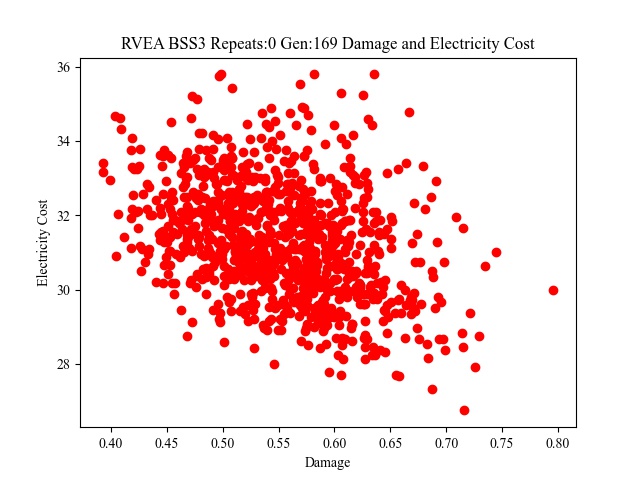 RVEA BSS3 Repeats:0 Gen:169 Damage and Electricity Cost
36
34
32
30
28
Electricity Cost
0.40 0.45 0.50 0.55 0.60 0.65 0.70 0.75 0.80
Damage